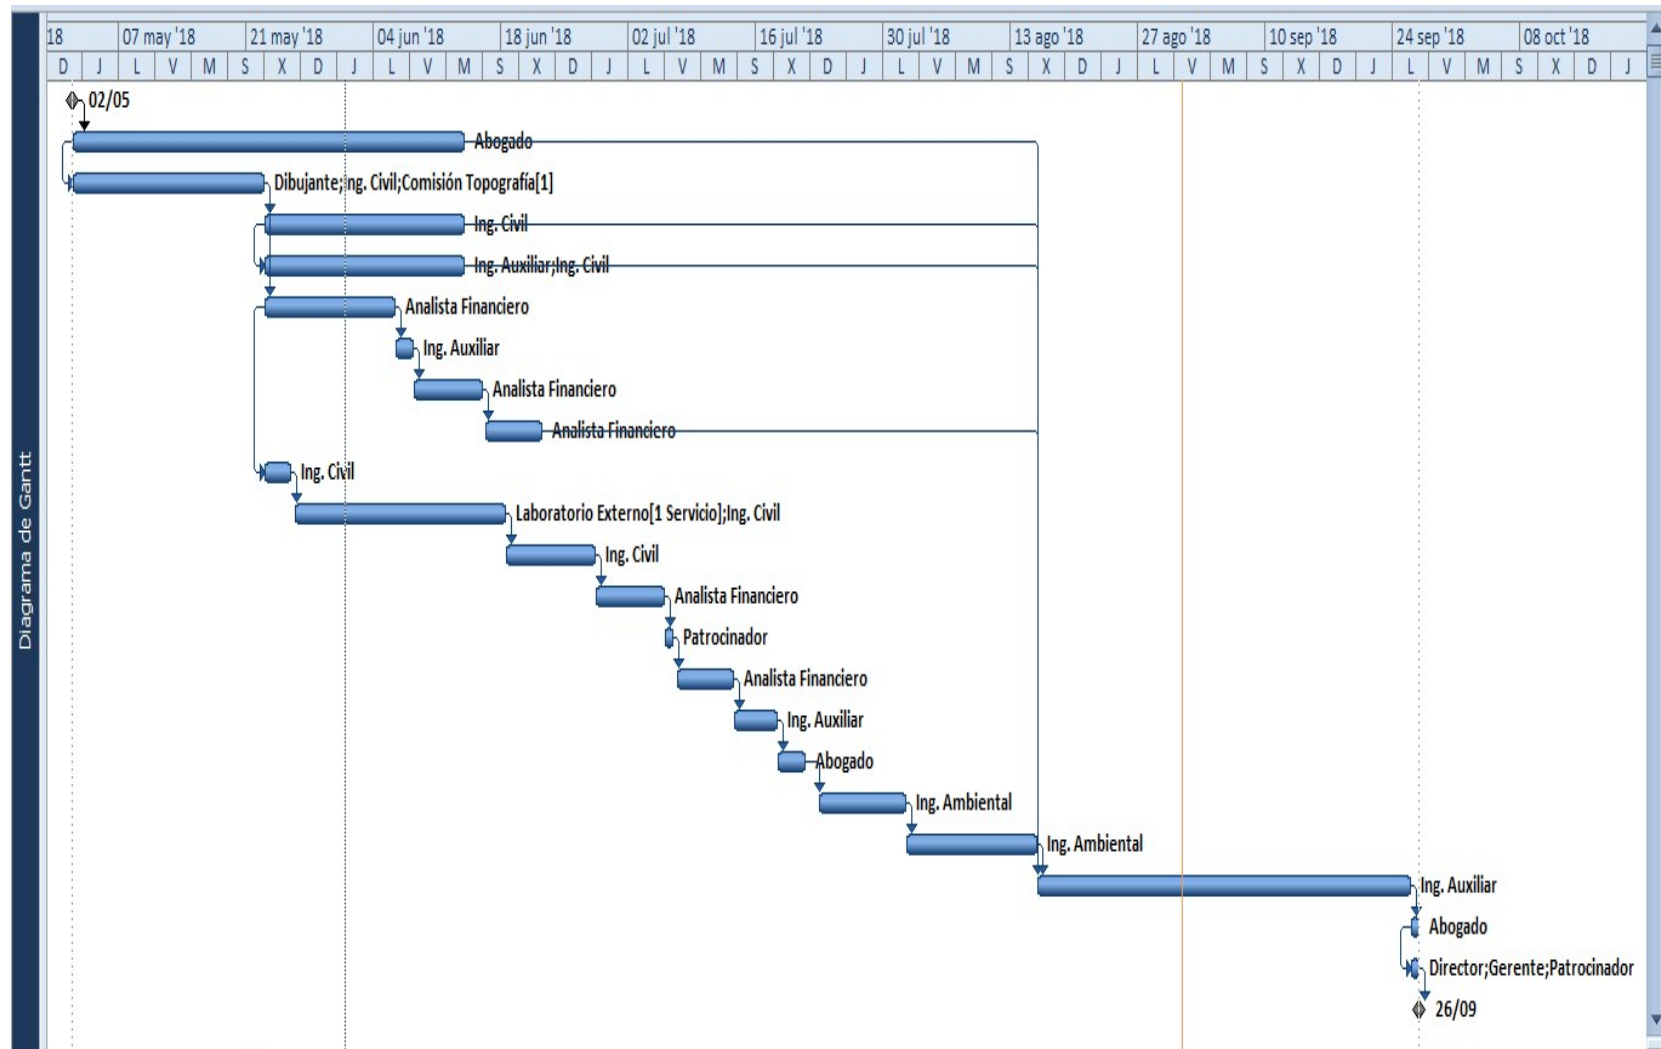 18 07 may '18 21 may '18 04 jun '18 18 jun '18 02 jul '18 16 jul '18 30 jul '18 13 ago '18 27 ago '18 10 sep '18 24 sep '18 08 oct '18
D J L V M S X D J L V M S X D J L V M S X D J L V M S X D J L V M S X D J L V M S X D J
Diagrama de Gantt
02/05
Abogado
Dibujante;Ing. Civil;Comisión Topografía[1]
Ing. Civil
Ing. Auxiliar;Ing. Civil
Analista Financiero
Ing. Auxiliar
Analista Financiero
Analista Financiero
Ing. Civil
Laboratorio Externo[1 Servicio];Ing. Civil
Ing. Civil
Analista Financiero
Patrocinador
Analista Financiero
Ing. Auxiliar
Abogado
Ing. Ambiental
Ing. Ambiental
Ing. Auxiliar
Abogado
Director;Gerente;Patrocinador
26/09